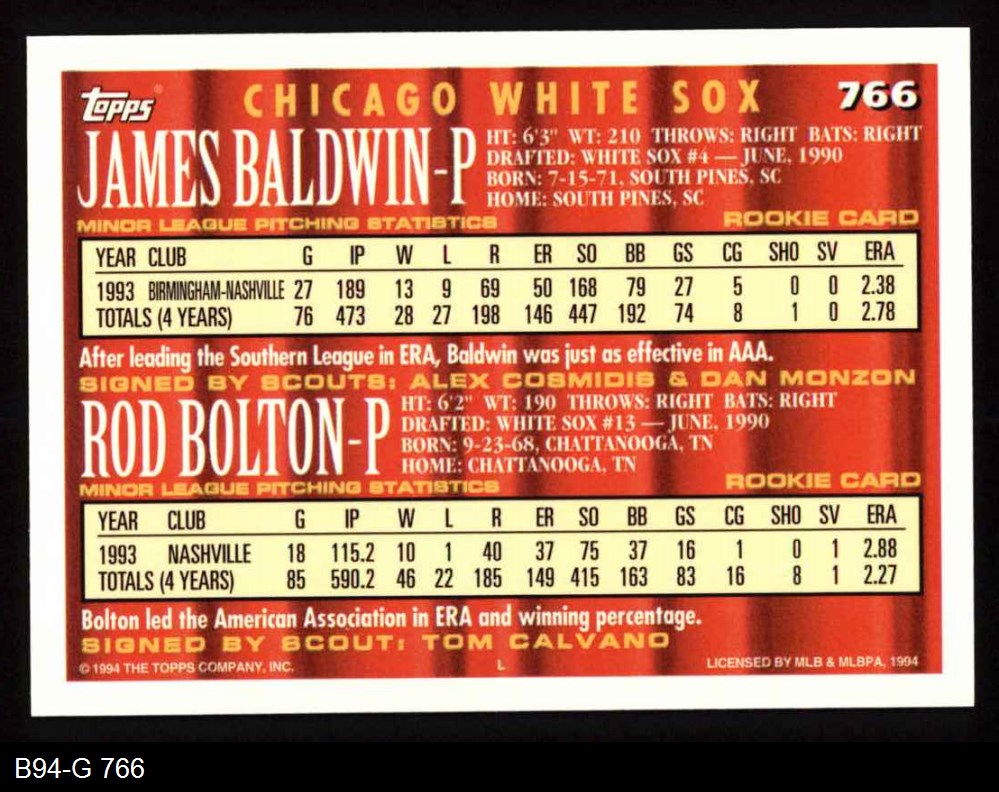 topps CHICAGO WHITE SOX 766
JAMES BALDWIN-P
HT: 6'3" WT: 210 THROWS: RIGHT BATS: RIGHT
DRAFTED: WHITE SOX #4 — JUNE, 1990
BORN: 7-15-71, SOUTH PINES, SC
HOME: SOUTH PINES, SC
MINOR LEAGUE PITCHING STATISTICS ROOKIE CARD
YEAR CLUB G IP W L R ER SO BB GS CG SHO SV ERA
1993 BIRMINGHAM-NASHVILLE 27 189 13 9 69 50 168 79 27 5 0 0 2.38
TOTALS (4 YEARS) 76 473 28 27 198 146 447 192 74 8 1 0 2.78
After leading the Southern League in ERA, Baldwin was just as effective in AAA.
SIGNED BY SCOUTS: ALEX COSMIDIS & DAN MONZON
ROD BOLTON-P
HT: 6'2" WT: 190 THROWS: RIGHT BATS: RIGHT
DRAFTED: WHITE SOX #13 — JUNE, 1990
BORN: 9-23-68, CHATTANOOGA, TN
HOME: CHATTANOOGA, TN
MINOR LEAGUE PITCHING STATISTICS ROOKIE CARD
YEAR CLUB G IP W L R ER SO BB GS CG SHO SV ERA
1993 NASHVILLE 18 115.2 10 1 40 37 75 37 16 1 0 1 2.88
TOTALS (4 YEARS) 85 590.2 46 22 185 149 415 163 83 16 8 1 2.27
Bolton led the American Association in ERA and winning percentage.
SIGNED BY SCOUT: TOM CALVANO
© 1994 THE TOPPS COMPANY, INC. L LICENSED BY MLB & MLBPA, 1994
B94-G 766